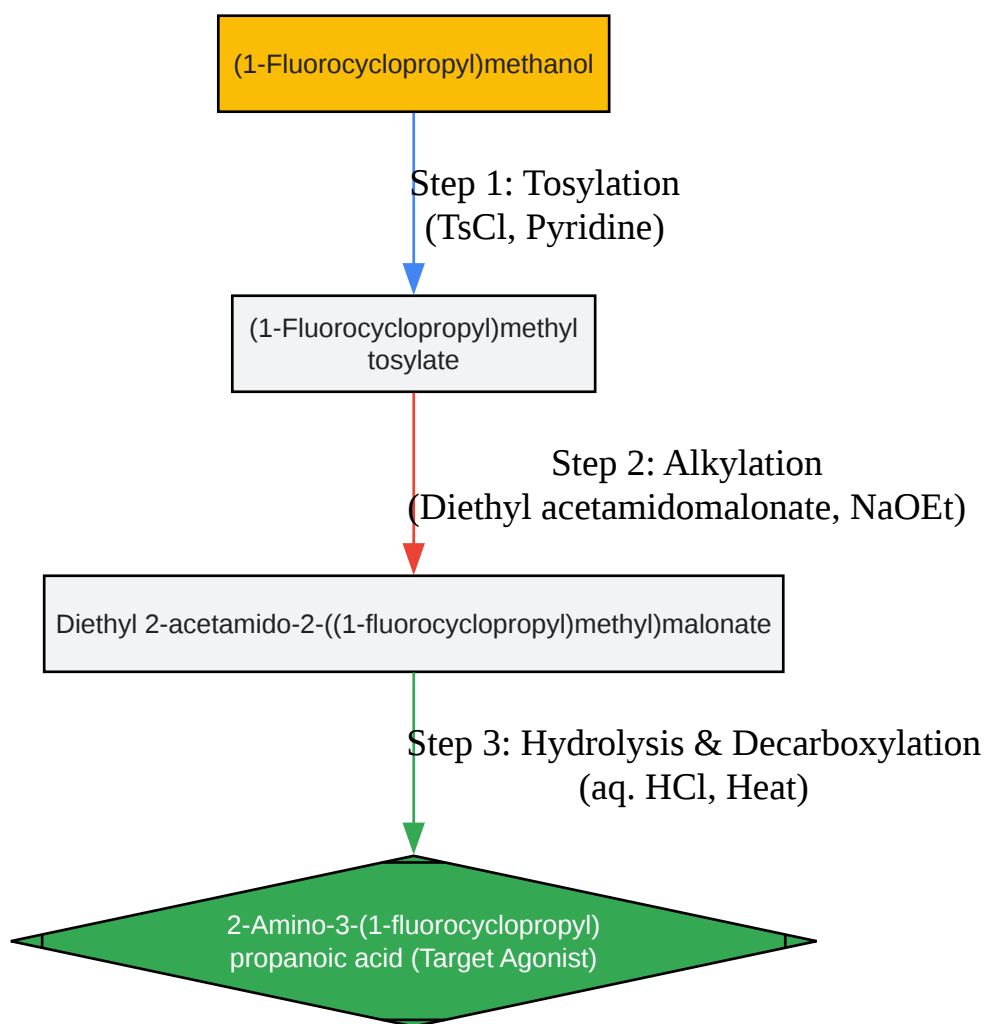 (1-Fluorocyclopropyl)methanol
Step 1: Tosylation
(TsCl, Pyridine)
(1-Fluorocyclopropyl)methyl
tosylate
Step 2: Alkylation
(Diethyl acetamidomalonate, NaOEt)
Diethyl 2-acetamido-2-((1-fluorocyclopropyl)methyl)malonate
Step 3: Hydrolysis & Decarboxylation
(aq. HCl, Heat)
2-Amino-3-(1-fluorocyclopropyl)
propanoic acid (Target Agonist)